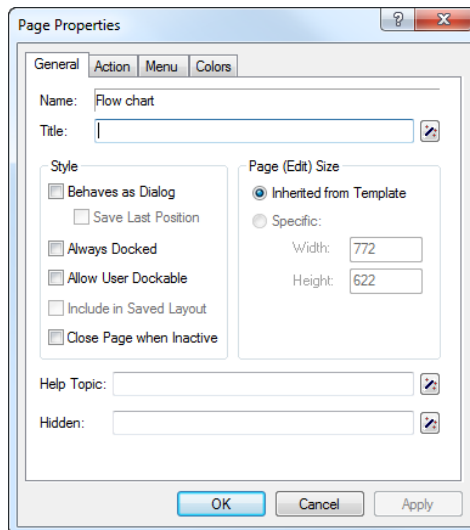 Page Properties
General Action Menu Colors
Name: Flow chart
Title:
Style
Behaves as Dialog
Save Last Position
Always Docked
Allow User Dockable
Include in Saved Layout
Close Page when Inactive
Page (Edit) Size
Inherited from Template
Specific:
Width: 772
Height: 622
Help Topic:
Hidden:
OK Cancel Apply